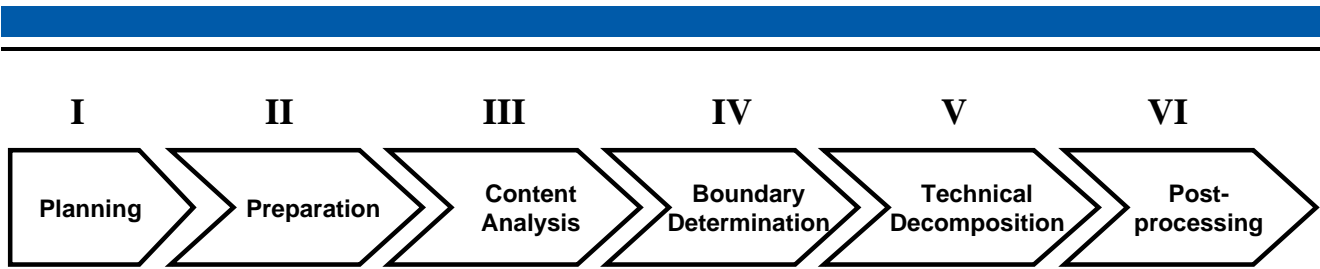 I II III IV V VI
Planning
Preparation
Content
Analysis
Boundary
Determination
Technical
Decomposition
Post-
processing